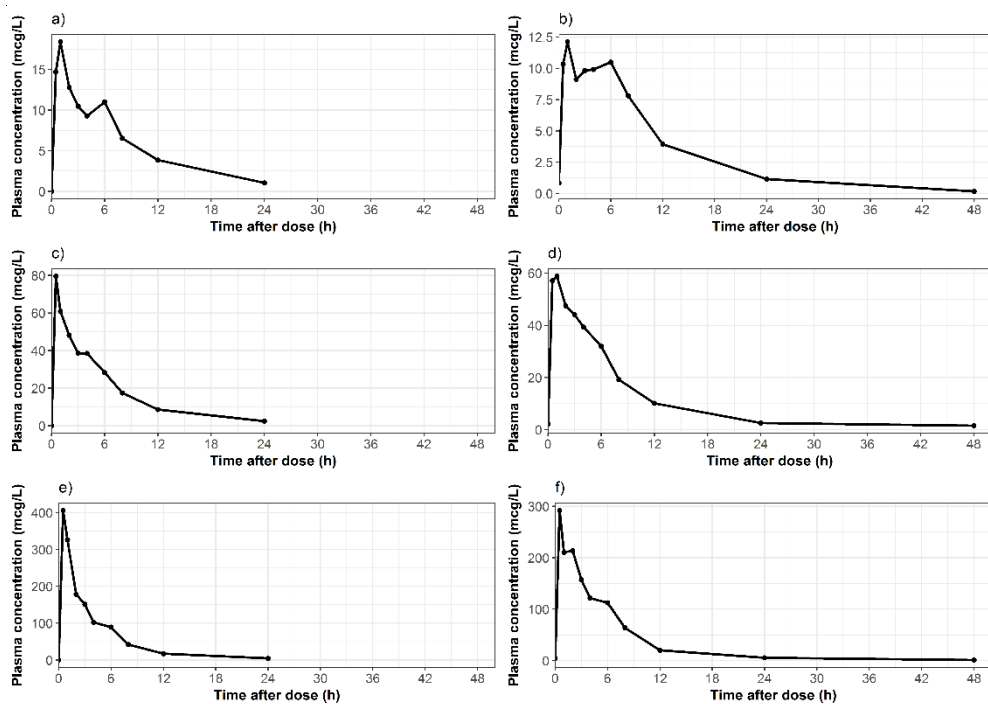 a)
Plasma concentration (mcg/L)
15
10
5
0
0 6 12 18 24 30 36 42 48
Time after dose (h)
b)
Plasma concentration (mcg/L)
12.5
10.0
7.5
5.0
2.5
0.0
0 6 12 18 24 30 36 42 48
Time after dose (h)
c)
Plasma concentration (mcg/L)
80
60
40
20
0
0 6 12 18 24 30 36 42 48
Time after dose (h)
d)
Plasma concentration (mcg/L)
60
40
20
0
0 6 12 18 24 30 36 42 48
Time after dose (h)
e)
Plasma concentration (mcg/L)
400
300
200
100
0
0 3 6 12 18 24 30 36 42 48
Time after dose (h)
f)
Plasma concentration (mcg/L)
300
200
100
0
0 6 12 18 24 30 36 42 48
Time after dose (h)